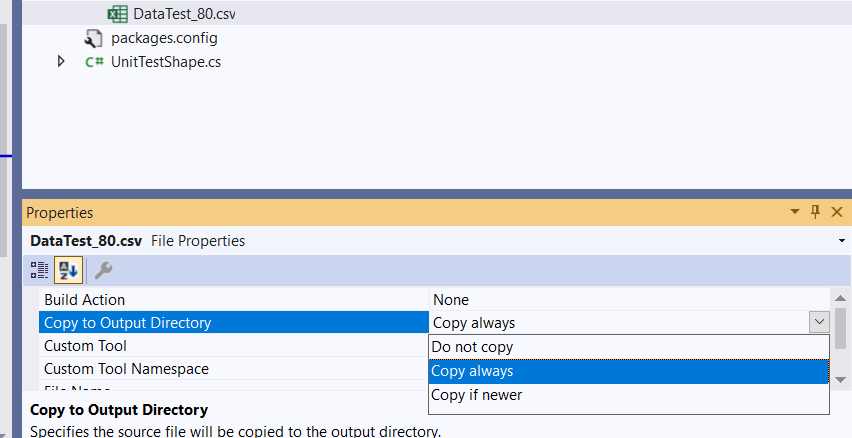 DataTest_80.csv
packages.config
C# UnitTestShape.cs
Properties
DataTest_80.csv File Properties
Build Action None
Copy to Output Directory Copy always
Custom Tool Do not copy
Custom Tool Namespace Copy always
File Name Copy if newer
Copy to Output Directory
Specifies the source file will be copied to the output directory.